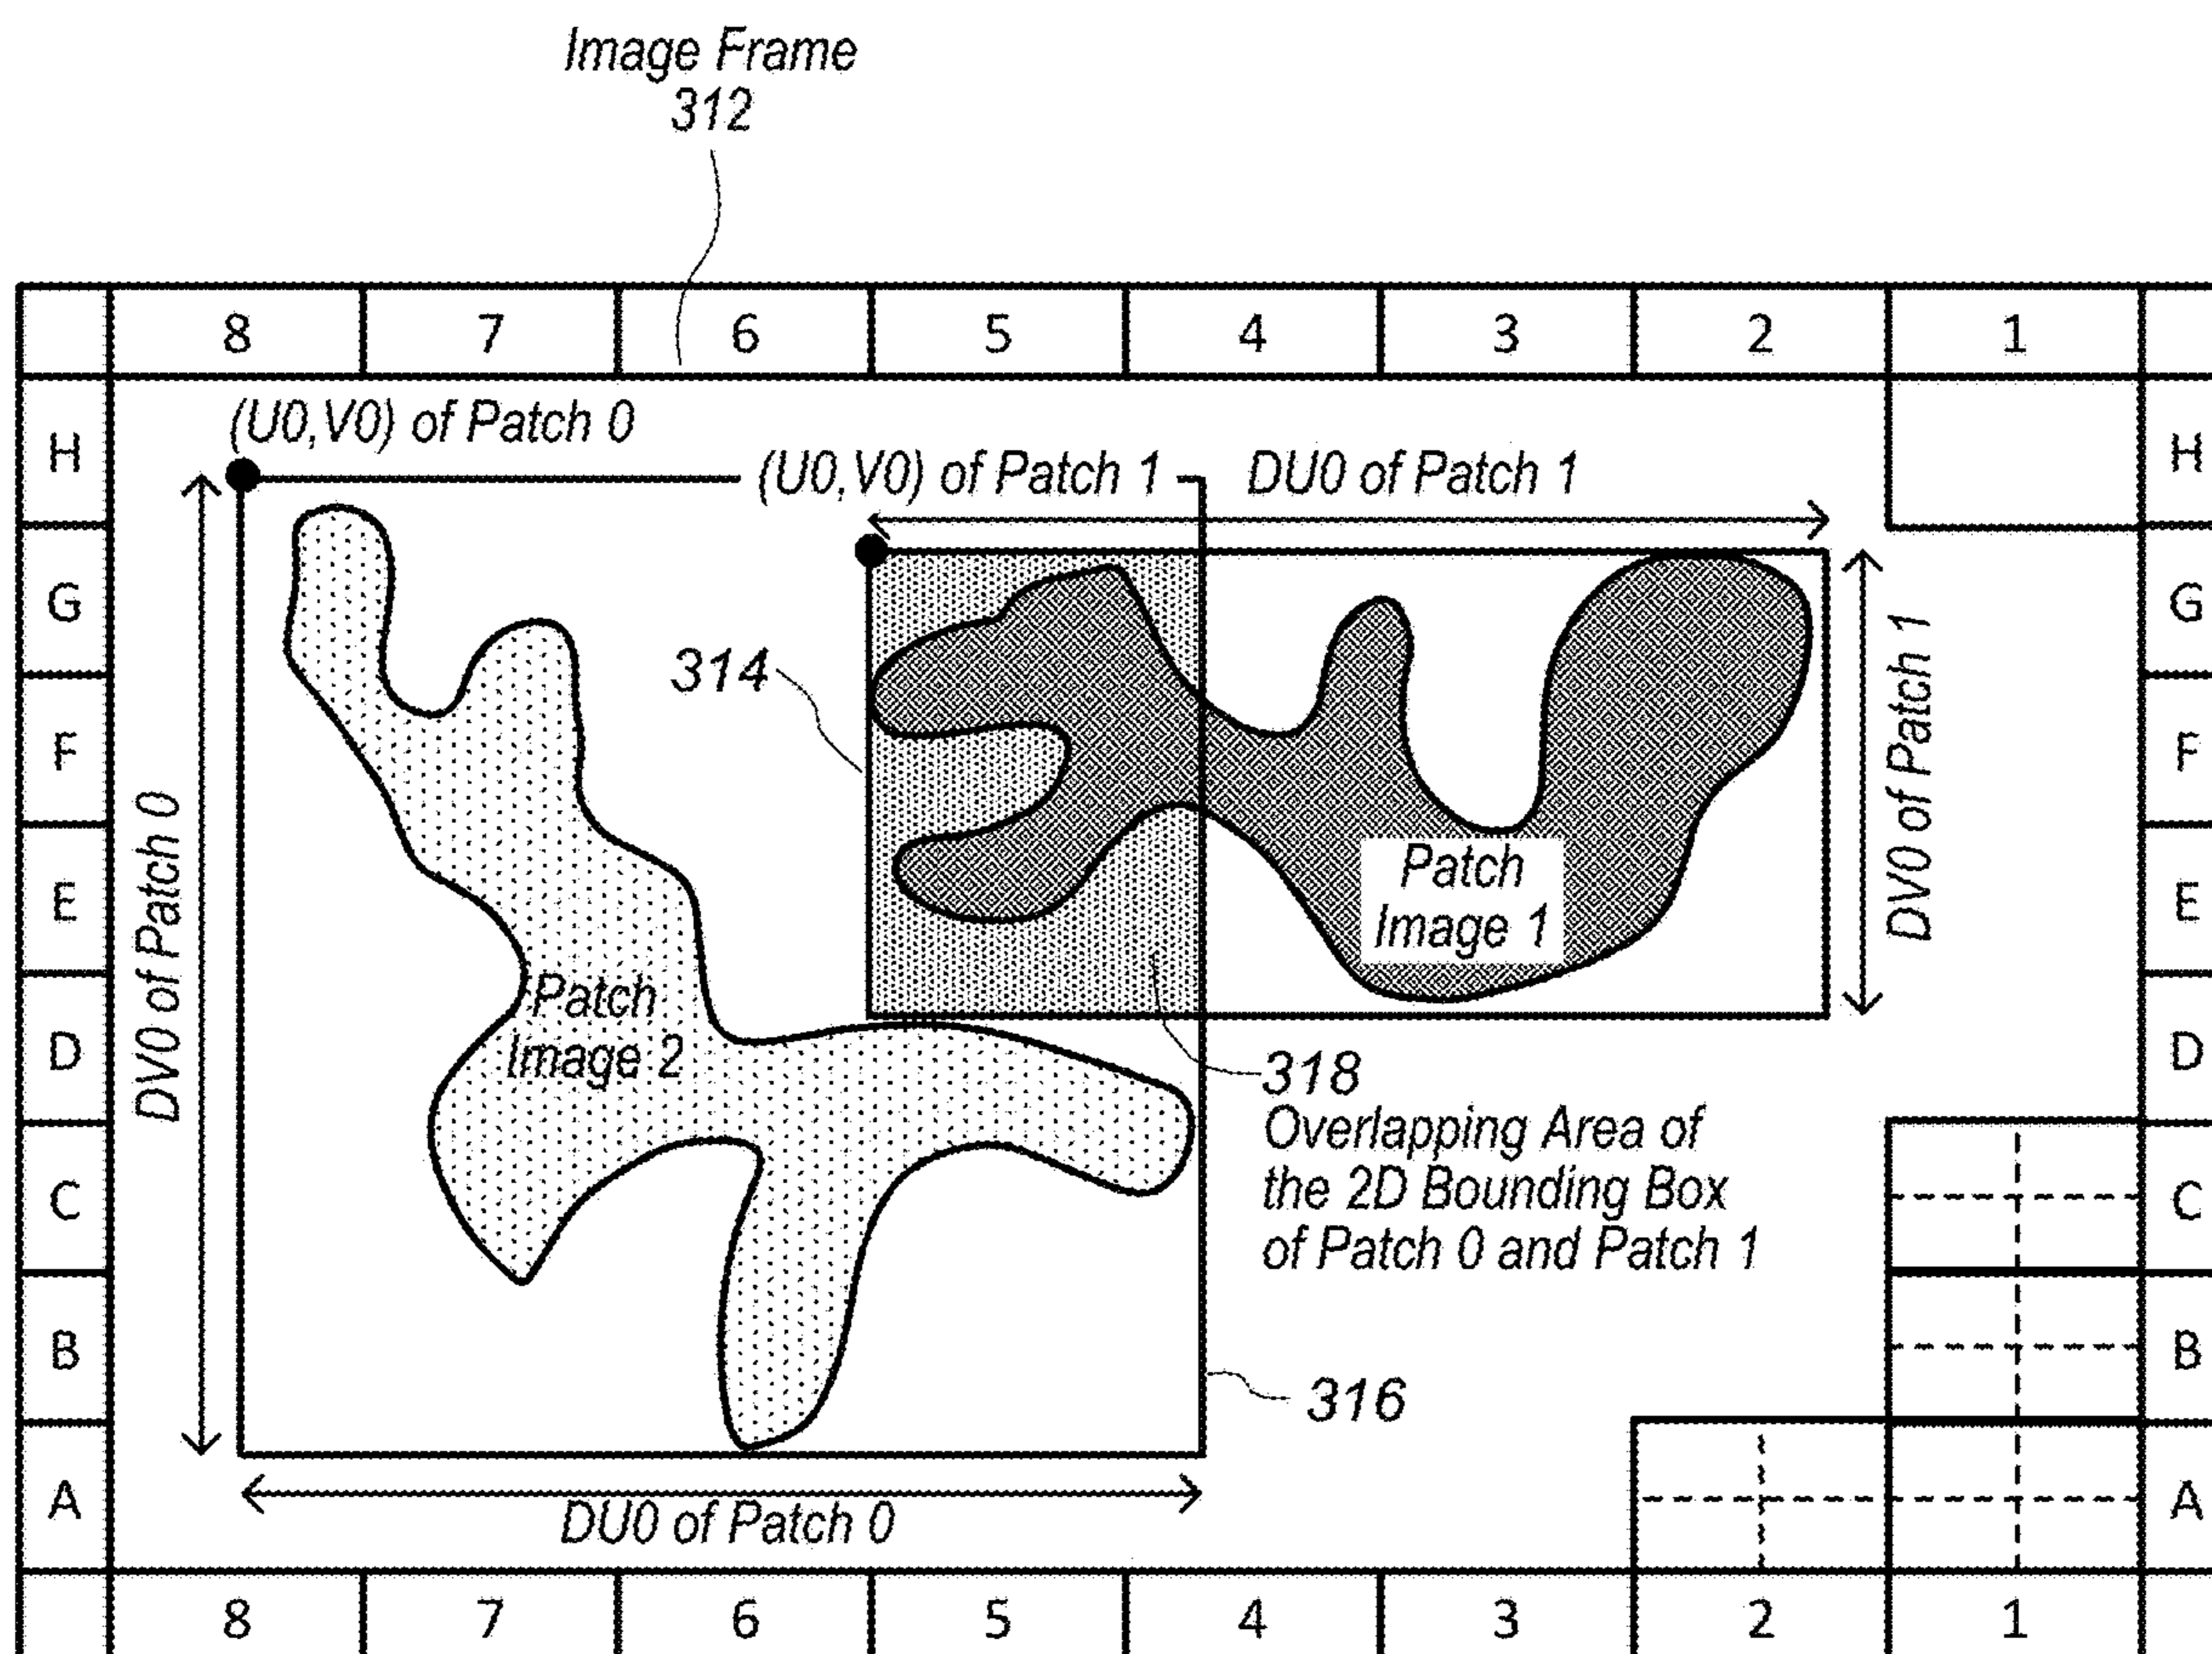 Image Frame
312
8 7 6 5 4 3 2 1
H
(U0,V0) of Patch 0
(U0,V0) of Patch 1
DU0 of Patch 1
H
G
314
G
F
DV0 of Patch 0
DV0 of Patch 1
F
E
Patch
Image 1
E
D
Patch
Image 2
318
Overlapping Area of
the 2D Bounding Box
of Patch 0 and Patch 1
D
C
C
B
316
B
A
DU0 of Patch 0
A
8 7 6 5 4 3 2 1